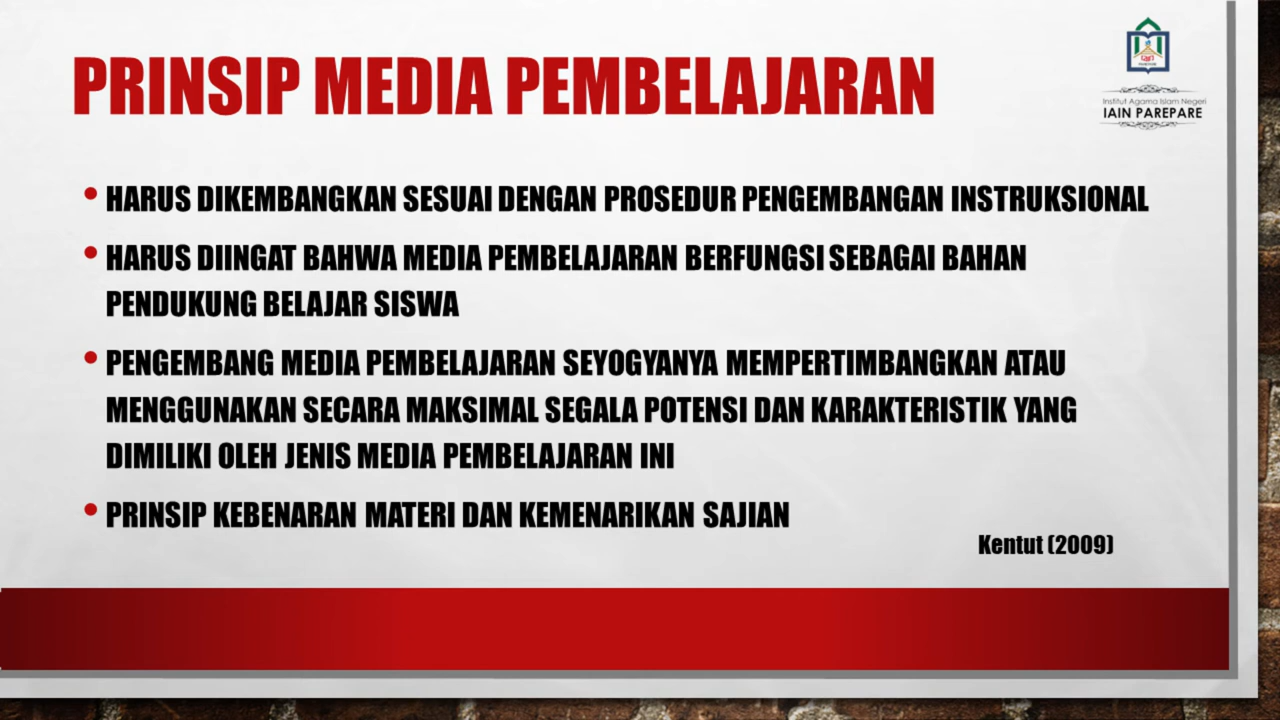 PRINSIP MEDIA PEMBELAJARAN
Institut Agama Islam Negeri
IAIN PAREPARE
• HARUS DIKEMBANGKAN SESUAI DENGAN PROSEDUR PENGEMBANGAN INSTRUKSIONAL
• HARUS DIINGAT BAHWA MEDIA PEMBELAJARAN BERFUNGSI SEBAGAI BAHAN
PENDUKUNG BELAJAR SISWA
• PENGEMBANG MEDIA PEMBELAJARAN SEYOGYANYA MEMPERTIMBANGKAN ATAU
MENGGUNAKAN SECARA MAKSIMAL SEGALA POTENSI DAN KARAKTERISTIK YANG
DIMILIKI OLEH JENIS MEDIA PEMBELAJARAN INI
• PRINSIP KEBENARAN MATERI DAN KEMENARIKAN SAJIAN
Kentut (2009)